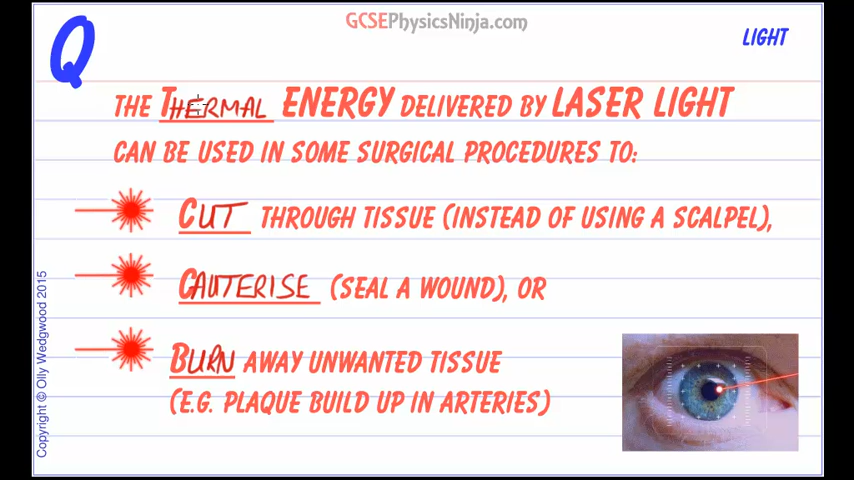 GCSEPhysicsNinja.com
Q
LIGHT
THE THERMAL ENERGY DELIVERED BY LASER LIGHT
CAN BE USED IN SOME SURGICAL PROCEDURES TO:
CUT THROUGH TISSUE (INSTEAD OF USING A SCALPEL),
CAUTERISE (SEAL A WOUND), OR
BURN AWAY UNWANTED TISSUE
(E.G. PLAQUE BUILD UP IN ARTERIES)
Copyright © Olly Wedgwood 2015